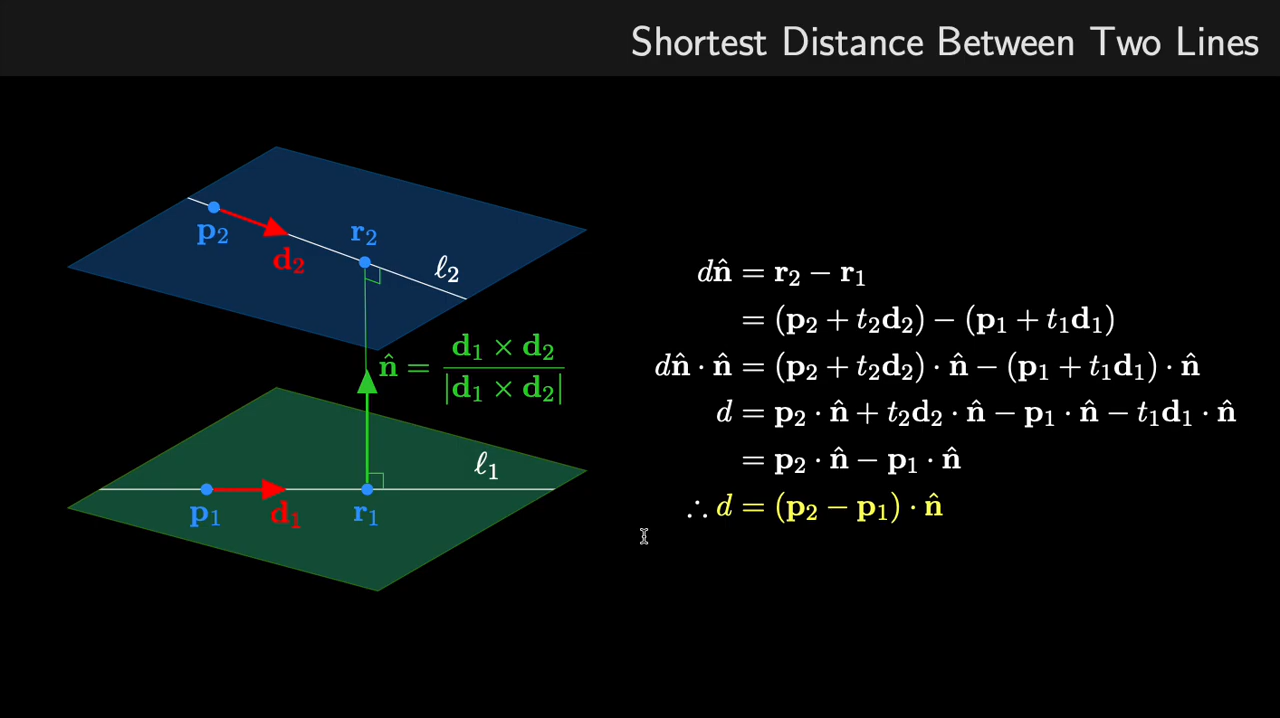 Shortest Distance Between Two Lines
p₂
d₂
r₂
ℓ₂
n̂ = d₁ × d₂ / |d₁ × d₂|
ℓ₁
p₁
d₁
r₁
dn̂ = r₂ − r₁
= (p₂ + t₂d₂) − (p₁ + t₁d₁)
dn̂ · n̂ = (p₂ + t₂d₂) · n̂ − (p₁ + t₁d₁) · n̂
d = p₂ · n̂ + t₂d₂ · n̂ − p₁ · n̂ − t₁d₁ · n̂
= p₂ · n̂ − p₁ · n̂
∴ d = (p₂ − p₁) · n̂